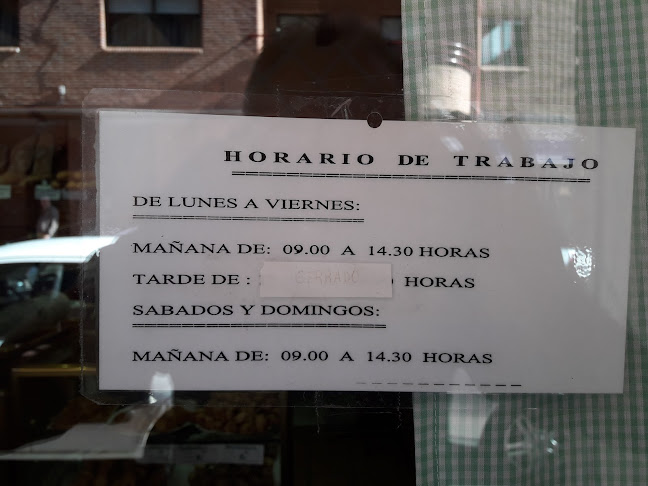 HORARIO DE TRABAJO
DE LUNES A VIERNES:
MAÑANA DE: 09.00 A 14.30 HORAS
TARDE DE : CERRADO HORAS
SABADOS Y DOMINGOS:
MAÑANA DE: 09.00 A 14.30 HORAS